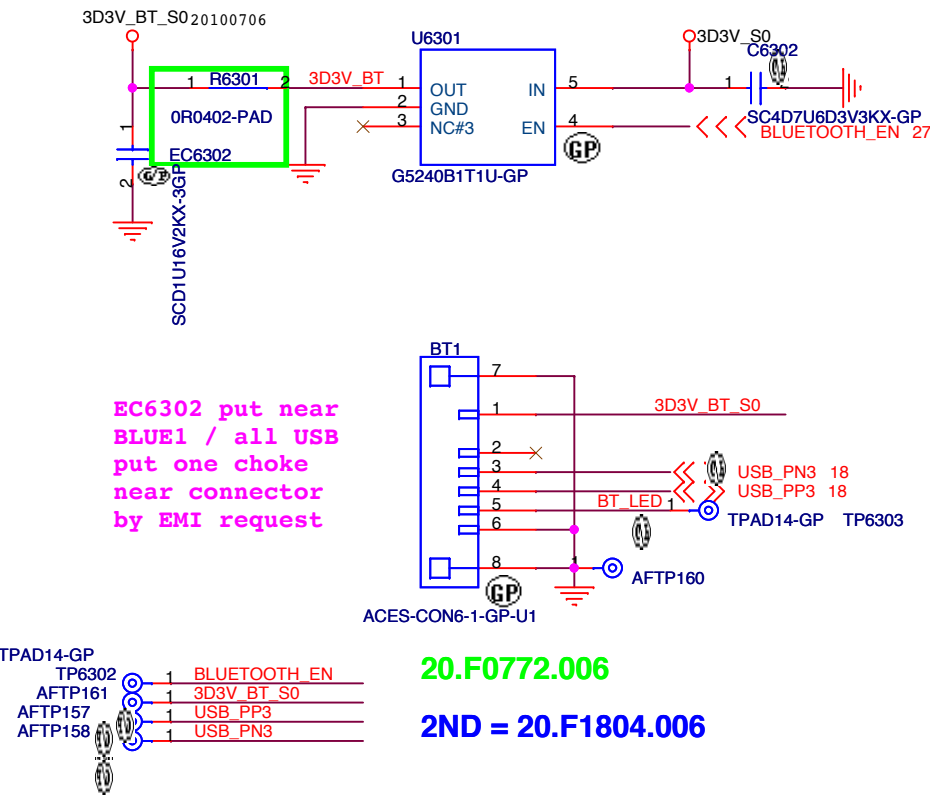 3D3V_BT_S0 20100706
U6301
3D3V_S0
C6302
1 R6301 2
3D3V_BT
1 OUT IN 5
2 GND
3 NC#3 EN 4
1
0R0402-PAD
SC4D7U6D3V3KX-GP
BLUETOOTH_EN 27
GP
1
EC6302
G/P
2
G5240B1T1U-GP
SCD1U16V2KX-3GP
BT1
7
1
3D3V_BT_S0
2
3 USB_PN3 18
4 USB_PP3 18
5 BT_LED 1
TPAD14-GP TP6303
6
8 1
AFTP160
GP
ACES-CON6-1-GP-U1
EC6302 put near
BLUE1 / all USB
put one choke
near connector
by EMI request
TPAD14-GP
TP6302 1 BLUETOOTH_EN
AFTP161 1 3D3V_BT_S0
AFTP157 1 USB_PP3
AFTP158 1 USB_PN3
20.F0772.006
2ND = 20.F1804.006